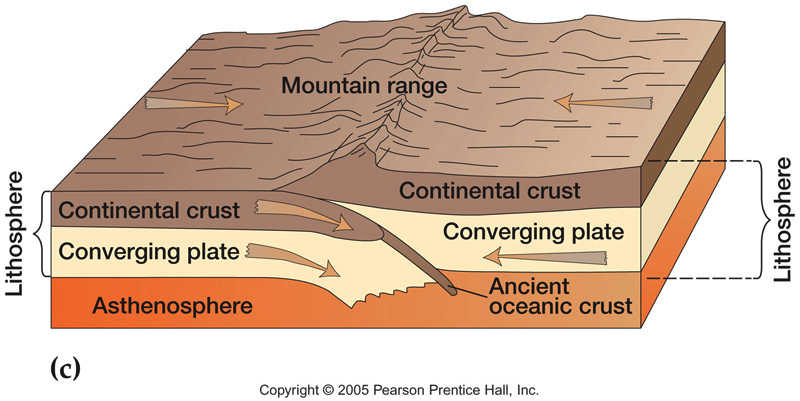 Mountain range
Continental crust
Lithosphere
Continental crust
Converging plate
Converging plate
Lithosphere
Asthenosphere
Ancient
oceanic crust
(c)
Copyright © 2005 Pearson Prentice Hall, Inc.